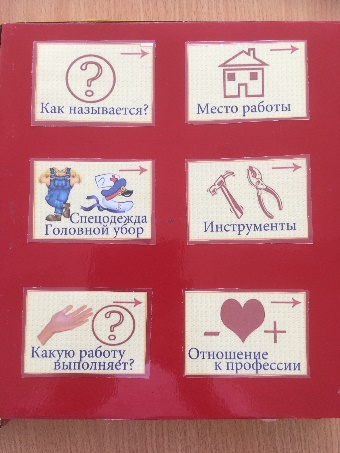 ?
Как называется?
Место работы
Спецодежда
Головной убор
Инструменты
?
Какую работу
выполняет?
- +
Отношение
к профессии